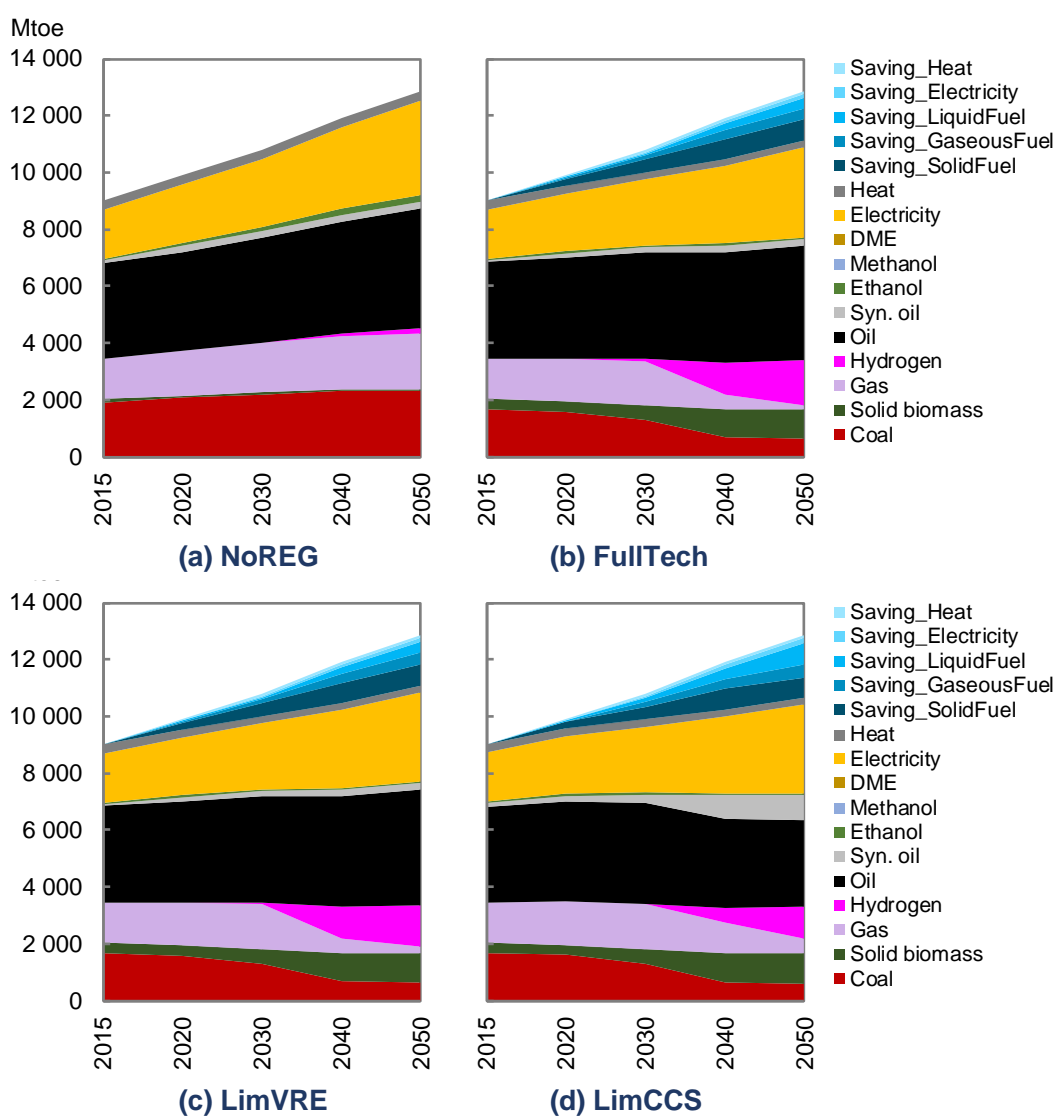 Mtoe
14 000
12 000
10 000
8 000
6 000
4 000
2 000
0
2015
2020
2030
2040
2050
(a) NoREG
2015
2020
2030
2040
2050
(b) FullTech
Saving_Heat
Saving_Electricity
Saving_LiquidFuel
Saving_GaseousFuel
Saving_SolidFuel
Heat
Electricity
DME
Methanol
Ethanol
Syn. oil
Oil
Hydrogen
Gas
Solid biomass
Coal
14 000
12 000
10 000
8 000
6 000
4 000
2 000
0
2015
2020
2030
2040
2050
(c) LimVRE
2015
2020
2030
2040
2050
(d) LimCCS
Saving_Heat
Saving_Electricity
Saving_LiquidFuel
Saving_GaseousFuel
Saving_SolidFuel
Heat
Electricity
DME
Methanol
Ethanol
Syn. oil
Oil
Hydrogen
Gas
Solid biomass
Coal